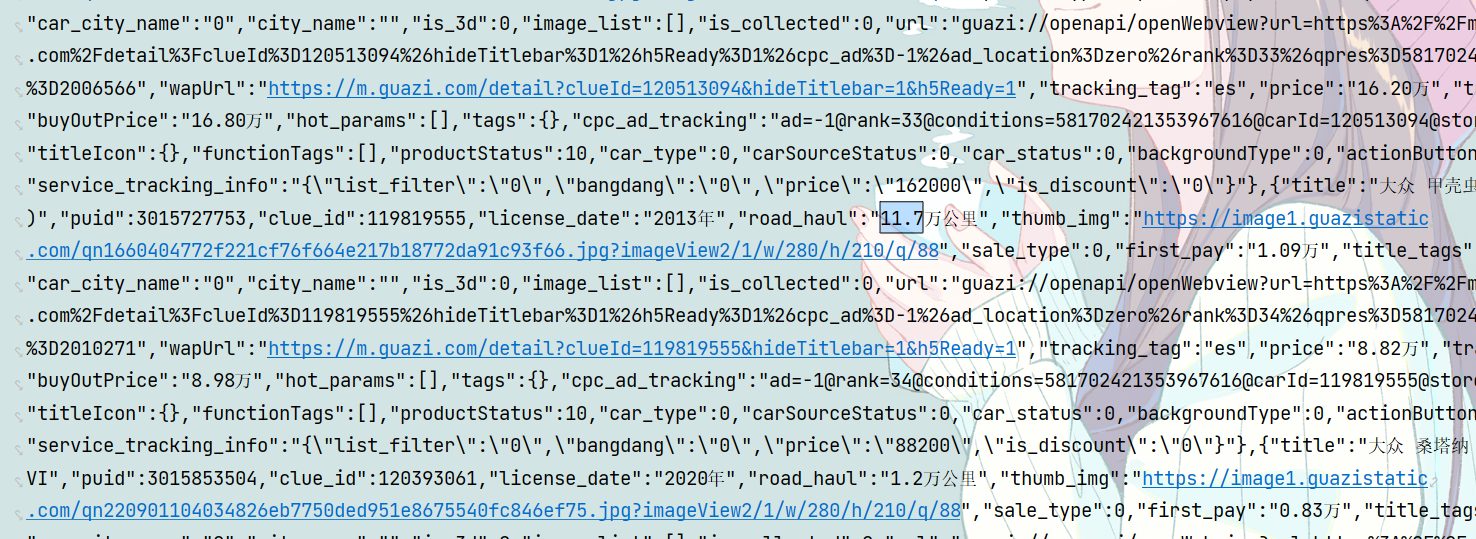 "car_city_name":"0","city_name":"","is_3d":0,"image_list":[],"is_collected":0,"url":"guazi://openapi/openWebview?url=https%3A%2F%2Fm
.com%2Fdetail%3FclueId%3D120513094%26hideTitlebar%3D1%26h5Ready%3D1%26cpc_ad%3D-1%26ad_location%3Dzero%26rank%3D33%26qpres%3D5817024
%3D2006566","wapUrl":"https://m.guazi.com/detail?clueId=120513094&hideTitlebar=1&h5Ready=1","tracking_tag":"es","price":"16.20万","t
"buyOutPrice":"16.80万","hot_params":[],"tags":{},"cpc_ad_tracking":"ad=-1@rank=33@conditions=581702421353967616@carId=120513094@stor
"titleIcon":{},"functionTags":[],"productStatus":10,"car_type":0,"carSourceStatus":0,"car_status":0,"backgroundType":0,"actionButton
"service_tracking_info":"{\"list_filter\":\"0\",\"bangdang\":\"0\",\"price\":\"162000\",\"is_discount\":\"0\"}"},{"title":"大众 甲壳虫
)","puid":3015727753,"clue_id":119819555,"license_date":"2013年","road_haul":"11.7万公里","thumb_img":"https://image1.guazistatic
.com/qn1660404772f221cf76f664e217b18772da91c93f66.jpg?imageView2/1/w/280/h/210/q/88","sale_type":0,"first_pay":"1.09万","title_tags"
"car_city_name":"0","city_name":"","is_3d":0,"image_list":[],"is_collected":0,"url":"guazi://openapi/openWebview?url=https%3A%2F%2Fm
.com%2Fdetail%3FclueId%3D119819555%26hideTitlebar%3D1%26h5Ready%3D1%26cpc_ad%3D-1%26ad_location%3Dzero%26rank%3D34%26qpres%3D5817024
%3D2010271","wapUrl":"https://m.guazi.com/detail?clueId=119819555&hideTitlebar=1&h5Ready=1","tracking_tag":"es","price":"8.82万","tr
"buyOutPrice":"8.98万","hot_params":[],"tags":{},"cpc_ad_tracking":"ad=-1@rank=34@conditions=581702421353967616@carId=119819555@store
"titleIcon":{},"functionTags":[],"productStatus":10,"car_type":0,"carSourceStatus":0,"car_status":0,"backgroundType":0,"actionButton
"service_tracking_info":"{\"list_filter\":\"0\",\"bangdang\":\"0\",\"price\":\"88200\",\"is_discount\":\"0\"}"},{"title":"大众 桑塔纳
VI","puid":3015853504,"clue_id":120393061,"license_date":"2020年","road_haul":"1.2万公里","thumb_img":"https://image1.guazistatic
.com/qn220901104034826eb7750ded951e8675540fc846ef75.jpg?imageView2/1/w/280/h/210/q/88","sale_type":0,"first_pay":"0.83万","title_tags